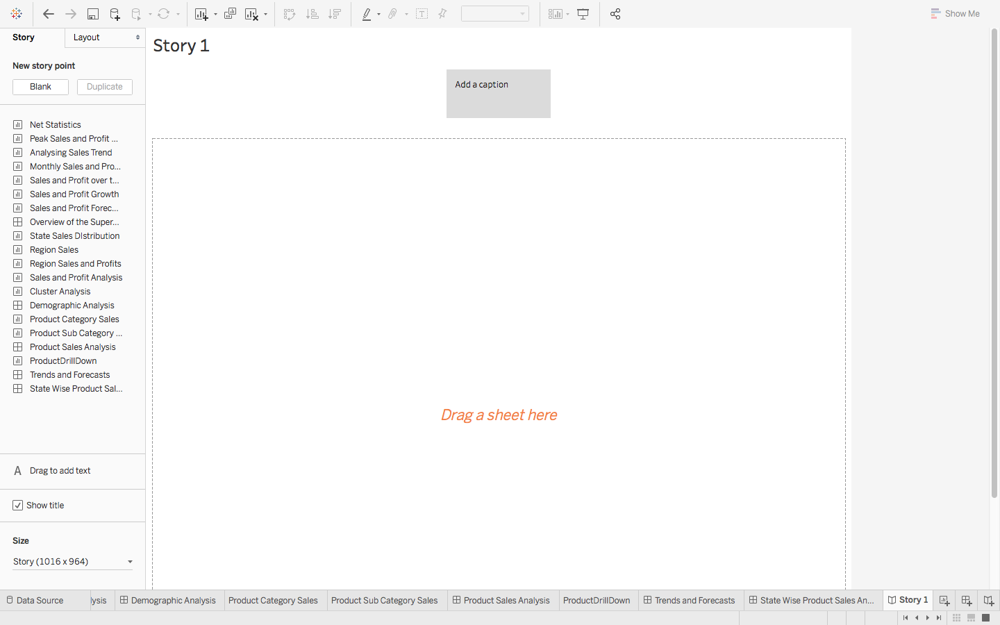 Show Me
Story
Layout
New story point
Blank
Duplicate
Net Statistics
Peak Sales and Profit ...
Analysing Sales Trend
Monthly Sales and Pro...
Sales and Profit over t...
Sales and Profit Growth
Sales and Profit Forec...
Overview of the Super...
State Sales DIstribution
Region Sales
Region Sales and Profits
Sales and Profit Analysis
Cluster Analysis
Demographic Analysis
Product Category Sales
Product Sub Category ...
Product Sales Analysis
ProductDrillDown
Trends and Forecasts
State Wise Product Sal...
A Drag to add text
Show title
Size
Story (1016 x 964)
Story 1
Add a caption
Drag a sheet here
Data Source
lysis
Demographic Analysis
Product Category Sales
Product Sub Category Sales
Product Sales Analysis
ProductDrillDown
Trends and Forecasts
State Wise Product Sales An...
Story 1